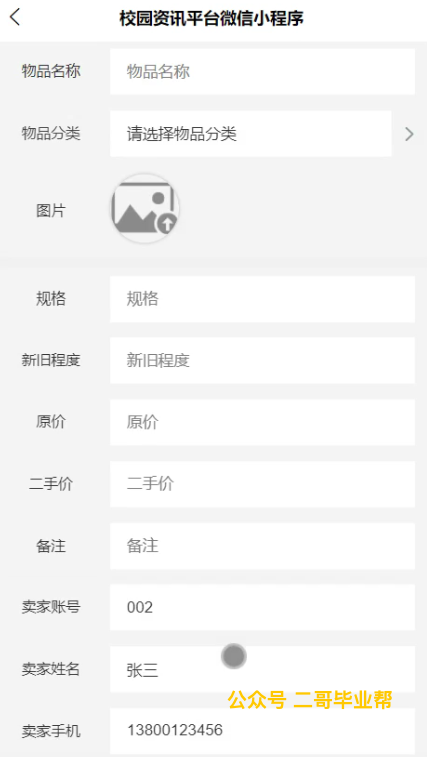 校园资讯平台微信小程序
物品名称 物品名称
物品分类 请选择物品分类
图片
规格 规格
新旧程度 新旧程度
原价 原价
二手价 二手价
备注 备注
卖家账号 002
卖家姓名 张三
公众号 二哥毕业帮
卖家手机 13800123456